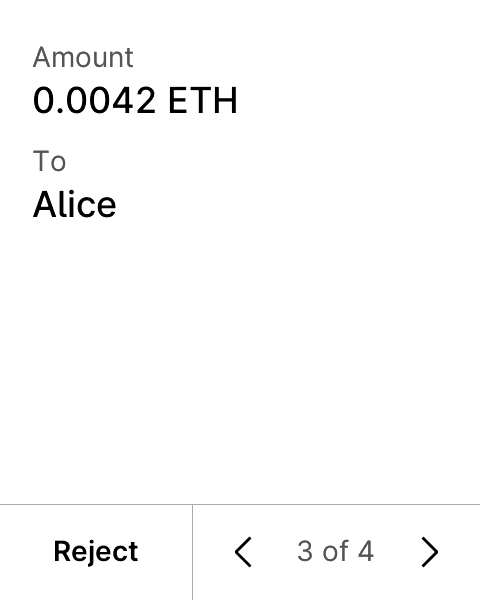 Amount
0.0042 ETH
To
Alice
Reject
3 of 4